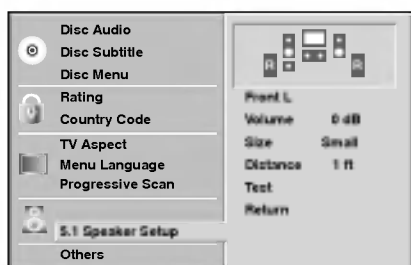 Disc Audio
Disc Subtitle
Disc Menu
Rating
Country Code
TV Aspect
Menu Language
Progressive Scan
5.1 Speaker Setup
Others
R R
Front L
Volume 0 dB
Size Small
Distance 1 ft
Test
Return